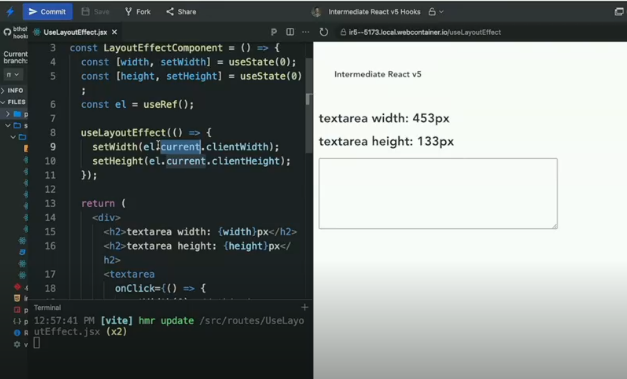 Commit
Save
Fork
Share
Intermediate React v5 Hooks
UseLayoutEffect.jsx
ir5--5173.local.webcontainer.io/useLayoutEffect
Current
branch:
INFO
FILES
3 const LayoutEffectComponent = () => {
4 const [width, setWidth] = useState(0);
5 const [height, setHeight] = useState(0)
;
6 const el = useRef();
7
8 useLayoutEffect(() => {
9 setWidth(el.current.clientWidth);
10 setHeight(el.current.clientHeight);
11 });
12
13 return (
14 <div>
15 <h2>textarea width: {width}px</h2>
16 <h2>textarea height: {height}px</
h2>
17 <textarea
18 onClick={() => {
Terminal
12:57:41 PM [vite] hmr update /src/routes/UseLayo
utEffect.jsx (x2)
Intermediate React v5
textarea width: 453px
textarea height: 133px